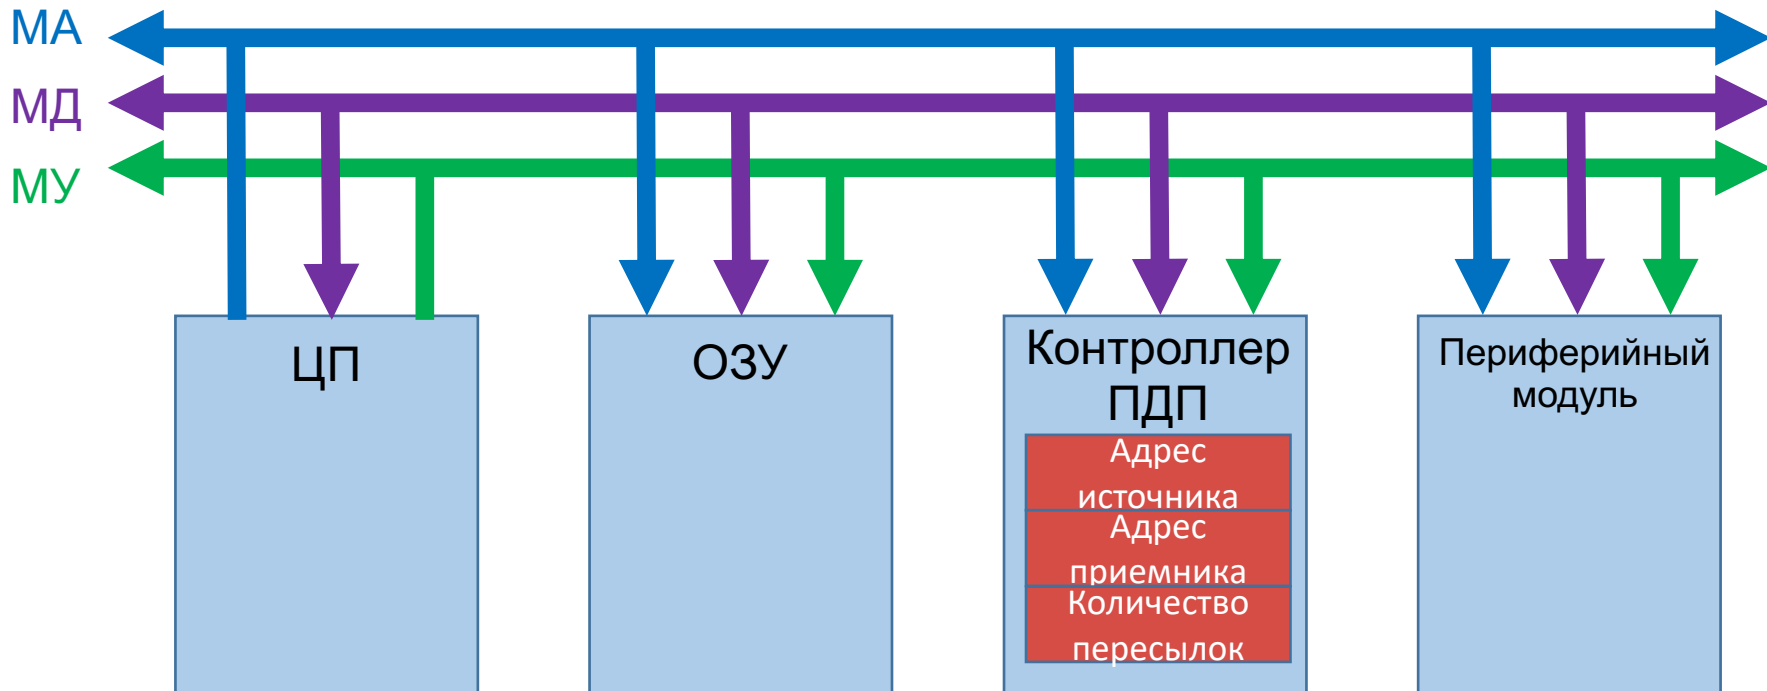 МА
МД
МУ
ЦП
ОЗУ
Контроллер
ПДП
Адрес
источника
Адрес
приемника
Количество
пересылок
Периферийный
модуль